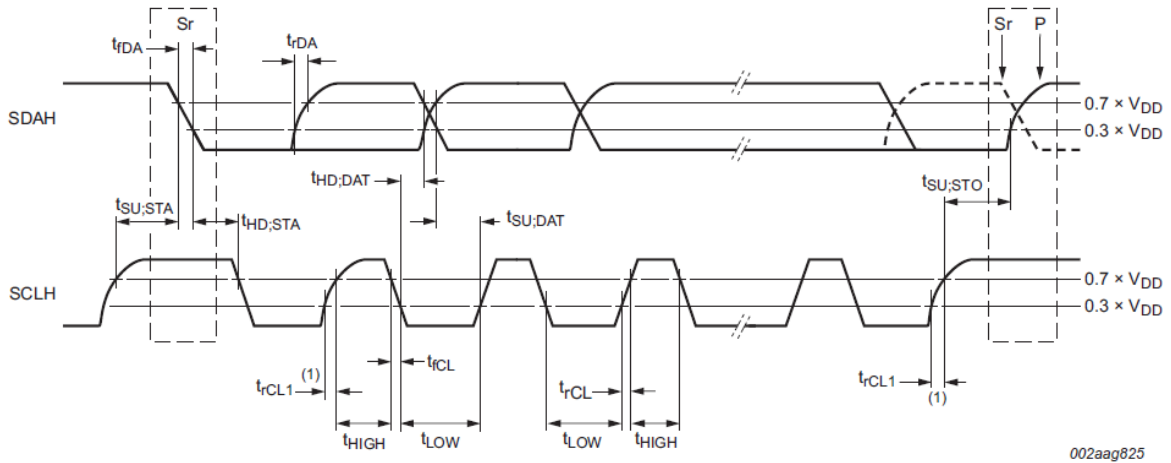 Sr
Sr P
tfDA
trDA
0.7 × VDD
SDAH
0.3 × VDD
tHD;DAT
tSU;STO
tSU;STA
tHD;STA
tSU;DAT
0.7 × VDD
SCLH
0.3 × VDD
tfCL
trCL1 (1)
trCL
trCL1
(1)
tHIGH
tLOW
tLOW
tHIGH
002aag825